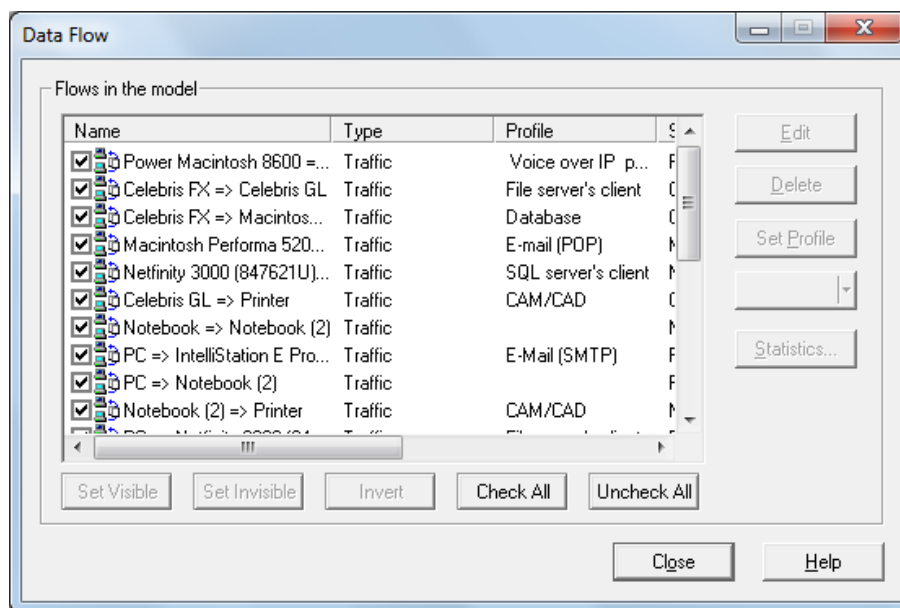 Data Flow
Flows in the model
Name Type Profile
Power Macintosh 8600 =... Traffic Voice over IP p...
Celebris FX => Celebris GL Traffic File server's client
Celebris FX => Macintos... Traffic Database
Macintosh Performa 520... Traffic E-mail (POP)
Netfinity 3000 (847621U)... Traffic SQL server's client
Celebris GL => Printer Traffic CAM/CAD
Notebook => Notebook (2) Traffic
PC => IntelliStation E Pro... Traffic E-Mail (SMTP)
PC => Notebook (2) Traffic
Notebook (2) => Printer Traffic CAM/CAD
Edit
Delete
Set Profile
Statistics...
Set Visible Set Invisible Invert Check All Uncheck All
Close Help